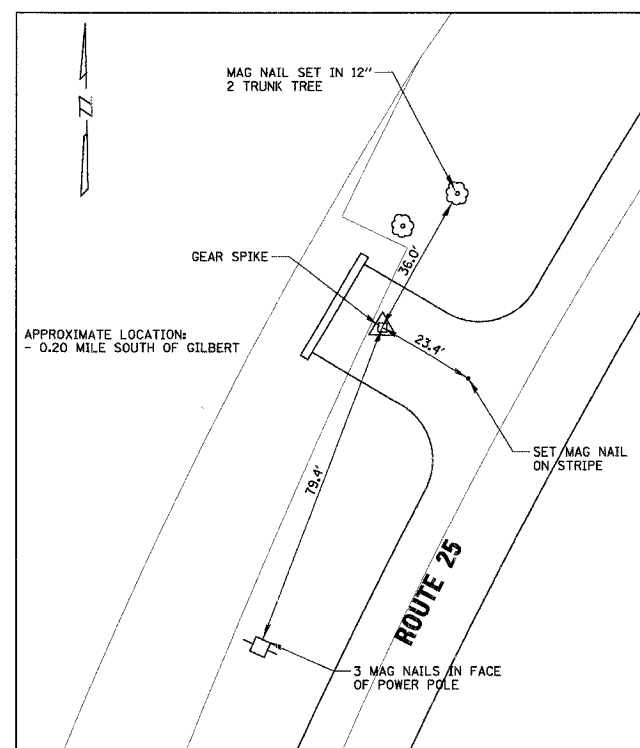 MAG NAIL SET IN 12"
2 TRUNK TREE
N
GEAR SPIKE
36.0'
APPROXIMATE LOCATION:
- 0.20 MILE SOUTH OF GILBERT
23.4'
SET MAG NAIL
ON STRIPE
79.4'
ROUTE 25
3 MAG NAILS IN FACE
OF POWER POLE